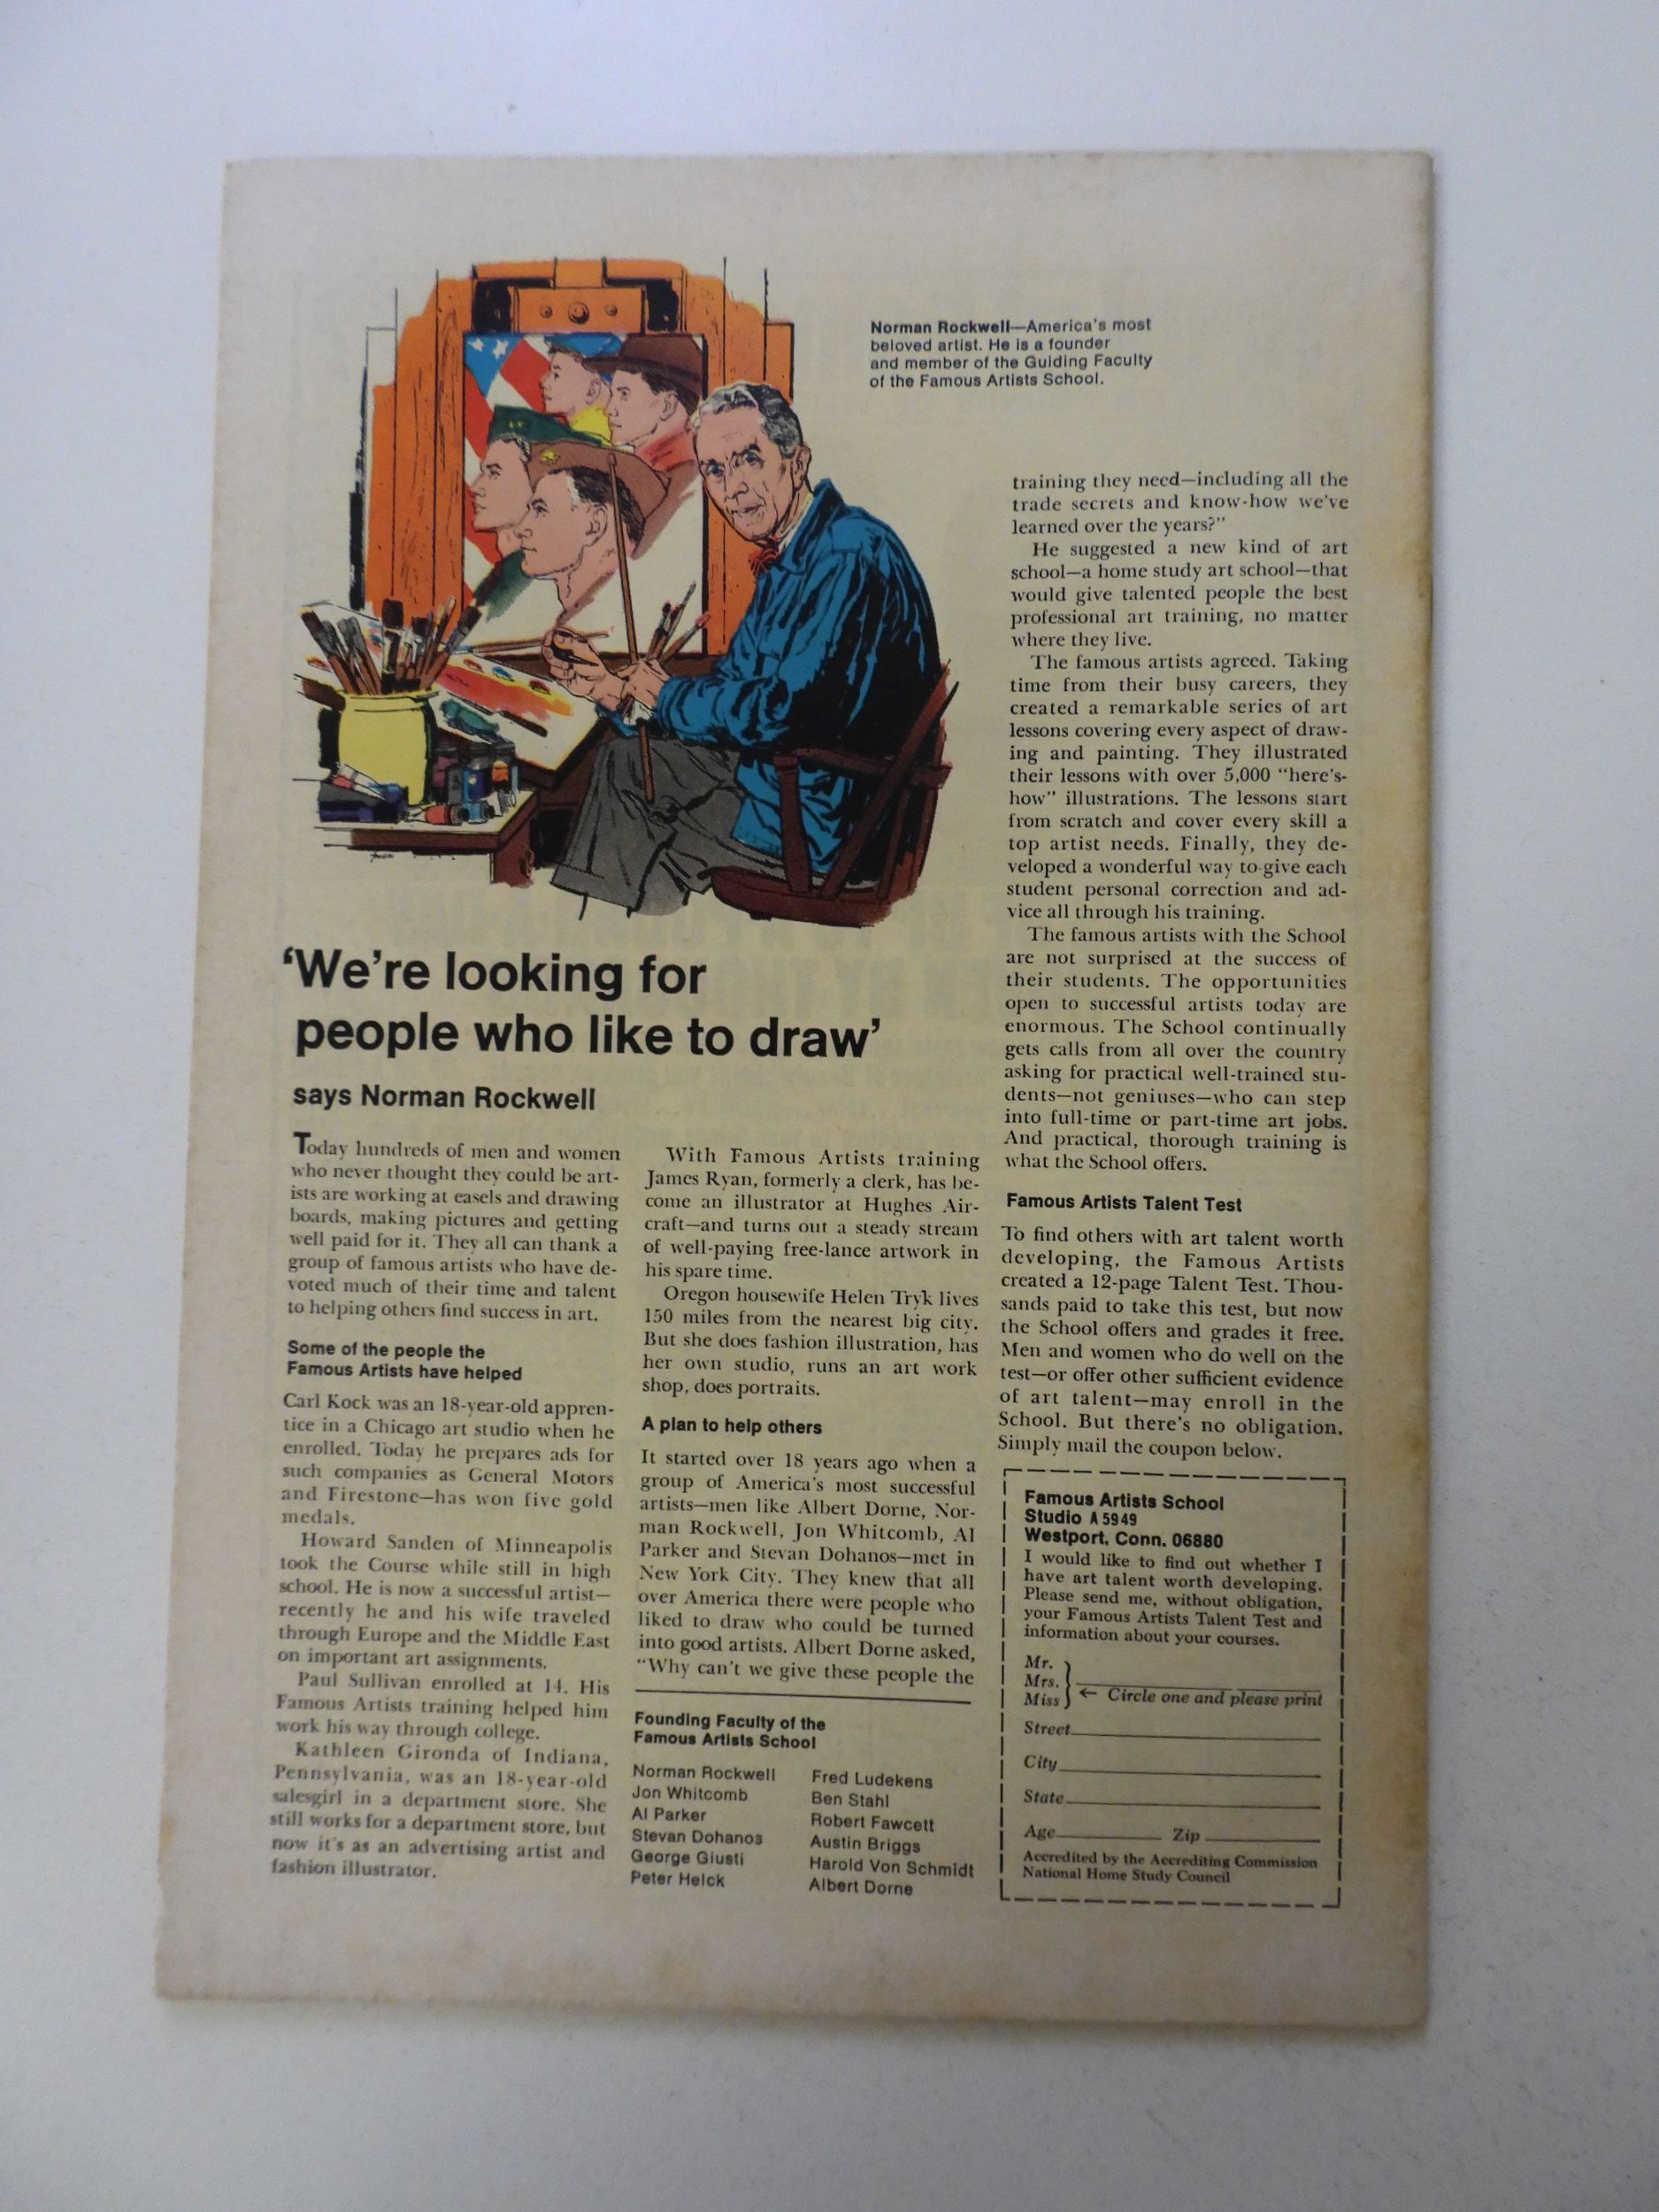 Norman Rockwell—America's most
beloved artist. He is a founder
and member of the Guiding Faculty
of the Famous Artists School.
'We're looking for
people who like to draw'
says Norman Rockwell
Today hundreds of men and women
who never thought they could be art-
ists are working at easels and drawing
boards, making pictures and getting
well paid for it. They all can thank a
group of famous artists who have de-
voted much of their time and talent
to helping others find success in art.
Some of the people the
Famous Artists have helped
Carl Kock was an 18-year-old appren-
tice in a Chicago art studio when he
enrolled. Today he prepares ads for
such companies as General Motors
and Firestone—has won five gold
medals.
Howard Sanden of Minneapolis
took the Course while still in high
school. He is now a successful artist—
recently he and his wife traveled
through Europe and the Middle East
on important art assignments.
Paul Sullivan enrolled at 14. His
Famous Artists training helped him
work his way through college.
Kathleen Gironda of Indiana,
Pennsylvania, was an 18-year-old
salesgirl in a department store. She
still works for a department store, but
now it's as an advertising artist and
fashion illustrator.
With Famous Artists training
James Ryan, formerly a clerk, has be-
come an illustrator at Hughes Air-
craft—and turns out a steady stream
of well-paying free-lance artwork in
his spare time.
Oregon housewife Helen Tryk lives
150 miles from the nearest big city.
But she does fashion illustration, has
her own studio, runs an art work
shop, does portraits.
A plan to help others
It started over 18 years ago when a
group of America's most successful
artists—men like Albert Dorne, Nor-
man Rockwell, Jon Whitcomb, Al
Parker and Stevan Dohanos—met in
New York City. They knew that all
over America there were people who
liked to draw who could be turned
into good artists. Albert Dorne asked,
"Why can't we give these people the
Founding Faculty of the
Famous Artists School
Norman Rockwell
Jon Whitcomb
Al Parker
Stevan Dohanos
George Giusti
Peter Helck
Fred Ludekens
Ben Stahl
Robert Fawcett
Austin Briggs
Harold Von Schmidt
Albert Dorne
training they need—including all the
trade secrets and know-how we've
learned over the years?"
He suggested a new kind of art
school—a home study art school—that
would give talented people the best
professional art training, no matter
where they live.
The famous artists agreed. Taking
time from their busy careers, they
created a remarkable series of art
lessons covering every aspect of draw-
ing and painting. They illustrated
their lessons with over 5,000 "here's-
how" illustrations. The lessons start
from scratch and cover every skill a
top artist needs. Finally, they de-
veloped a wonderful way to give each
student personal correction and ad-
vice all through his training.
The famous artists with the School
are not surprised at the success of
their students. The opportunities
open to successful artists today are
enormous. The School continually
gets calls from all over the country
asking for practical well-trained stu-
dents—not geniuses—who can step
into full-time or part-time art jobs.
And practical, thorough training is
what the School offers.
Famous Artists Talent Test
To find others with art talent worth
developing, the Famous Artists
created a 12-page Talent Test. Thou-
sands paid to take this test, but now
the School offers and grades it free.
Men and women who do well on the
test—or offer other sufficient evidence
of art talent—may enroll in the
School. But there's no obligation.
Simply mail the coupon below.
Famous Artists School
Studio A 5949
Westport, Conn. 06880
I would like to find out whether I
have art talent worth developing.
Please send me, without obligation,
your Famous Artists Talent Test and
information about your courses.
Mr.
Mrs.
Miss ← Circle one and please print
Street
City
State
Age Zip
Accredited by the Accrediting Commission
National Home Study Council